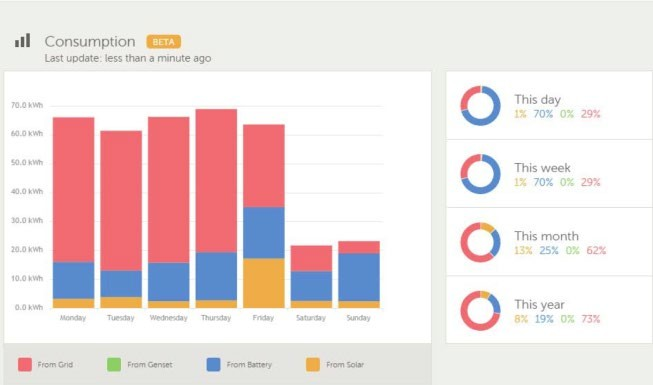 Consumption BETA
Last update: less than a minute ago
70.0 kWh
60.0 kWh
50.0 kWh
40.0 kWh
30.0 kWh
20.0 kWh
10.0 kWh
0.0 kWh
Monday Tuesday Wednesday Thursday Friday Saturday Sunday
From Grid From Genset From Battery From Solar
This day
1% 70% 0% 29%
This week
1% 70% 0% 29%
This month
13% 25% 0% 62%
This year
8% 19% 0% 73%